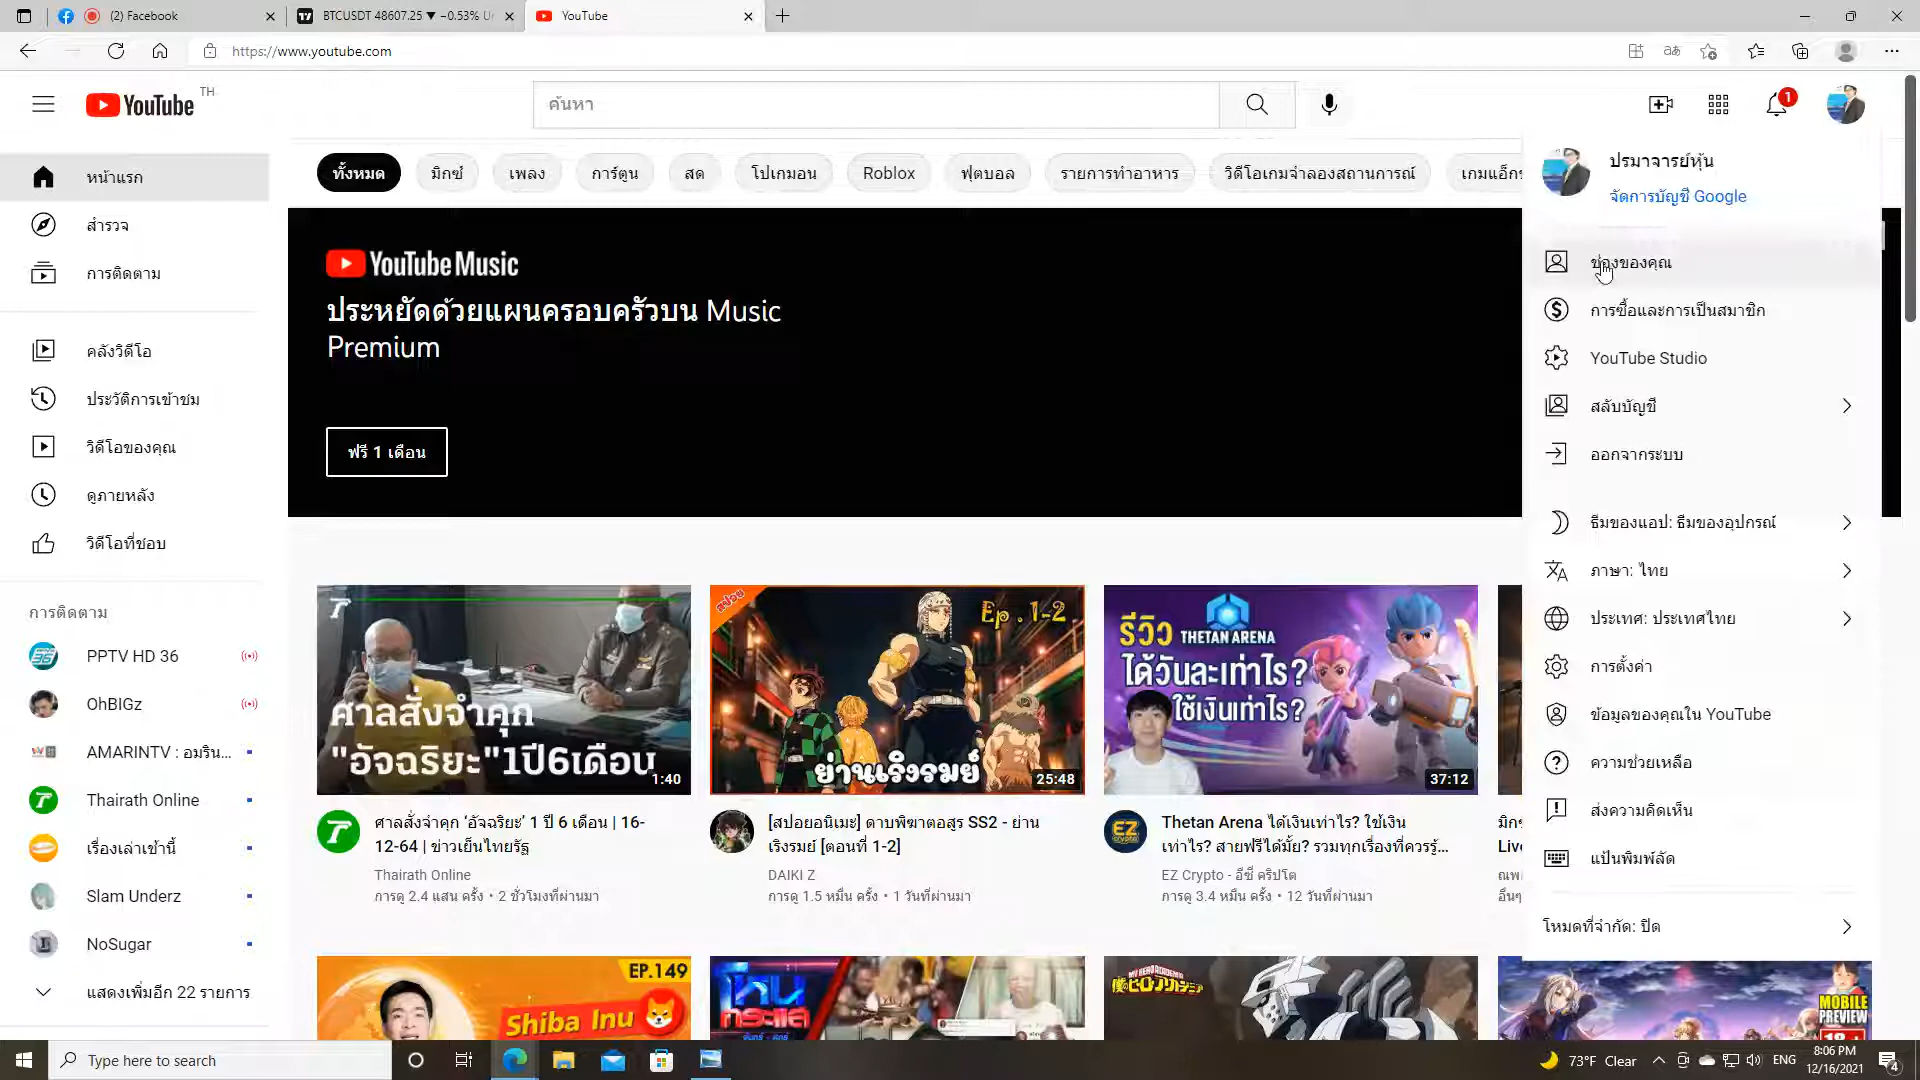 (2) Facebook
BTCUSDT 48607.25 ▼ −0.53%
YouTube
https://www.youtube.com
YouTube TH
ค้นหา
1
หน้าแรก
สำรวจ
การติดตาม
คลังวิดีโอ
ประวัติการเข้าชม
วิดีโอของคุณ
ดูภายหลัง
วิดีโอที่ชอบ
การติดตาม
PPTV HD 36
OhBIGz
AMARINTV : อมริน...
Thairath Online
เรื่องเล่าเช้านี้
Slam Underz
NoSugar
แสดงเพิ่มอีก 22 รายการ
ทั้งหมด
มิกซ์
เพลง
การ์ตูน
สด
โปเกมอน
Roblox
ฟุตบอล
รายการทำอาหาร
วิดีโอเกมจำลองสถานการณ์
YouTube Music
ประหยัดด้วยแผนครอบครัวบน Music
Premium
ฟรี 1 เดือน
ศาลสั่งจำคุก
"อัจฉริยะ"1ปี6เดือน
1:40
ศาลสั่งจำคุก ‘อัจฉริยะ’ 1 ปี 6 เดือน | 16-
12-64 | ข่าวเย็นไทยรัฐ
Thairath Online
การดู 2.4 แสน ครั้ง • 2 ชั่วโมงที่ผ่านมา
สปอย
Ep.1-2
ย่านเริงรมย์
25:48
[สปอยอนิเมะ] ดาบพิฆาตอสูร SS2 - ย่าน
เริงรมย์ [ตอนที่ 1-2]
DAIKI Z
การดู 1.5 หมื่น ครั้ง • 1 วันที่ผ่านมา
รีวิว THETAN ARENA
ได้วันละเท่าไร?
ใช้เงินเท่าไร?
37:12
EZ
Thetan Arena ได้เงินเท่าไร? ใช้เงิน
เท่าไร? สายฟรีได้มั้ย? รวมทุกเรื่องที่ควรรู้...
EZ Crypto - อีซี่ คริปโต
การดู 3.4 หมื่น ครั้ง • 12 วันที่ผ่านมา
EP.149
Shiba Inu
โหนกระแส
MOBILE
PREVIEW
ปรมาจารย์หุ้น
จัดการบัญชี Google
ช่องของคุณ
การซื้อและการเป็นสมาชิก
YouTube Studio
สลับบัญชี
ออกจากระบบ
ธีมของแอป: ธีมของอุปกรณ์
ภาษา: ไทย
ประเทศ: ประเทศไทย
การตั้งค่า
ข้อมูลของคุณใน YouTube
ความช่วยเหลือ
ส่งความคิดเห็น
แป้นพิมพ์ลัด
โหมดที่จำกัด: ปิด
Type here to search
73°F Clear
ENG
8:06 PM
12/16/2021
4